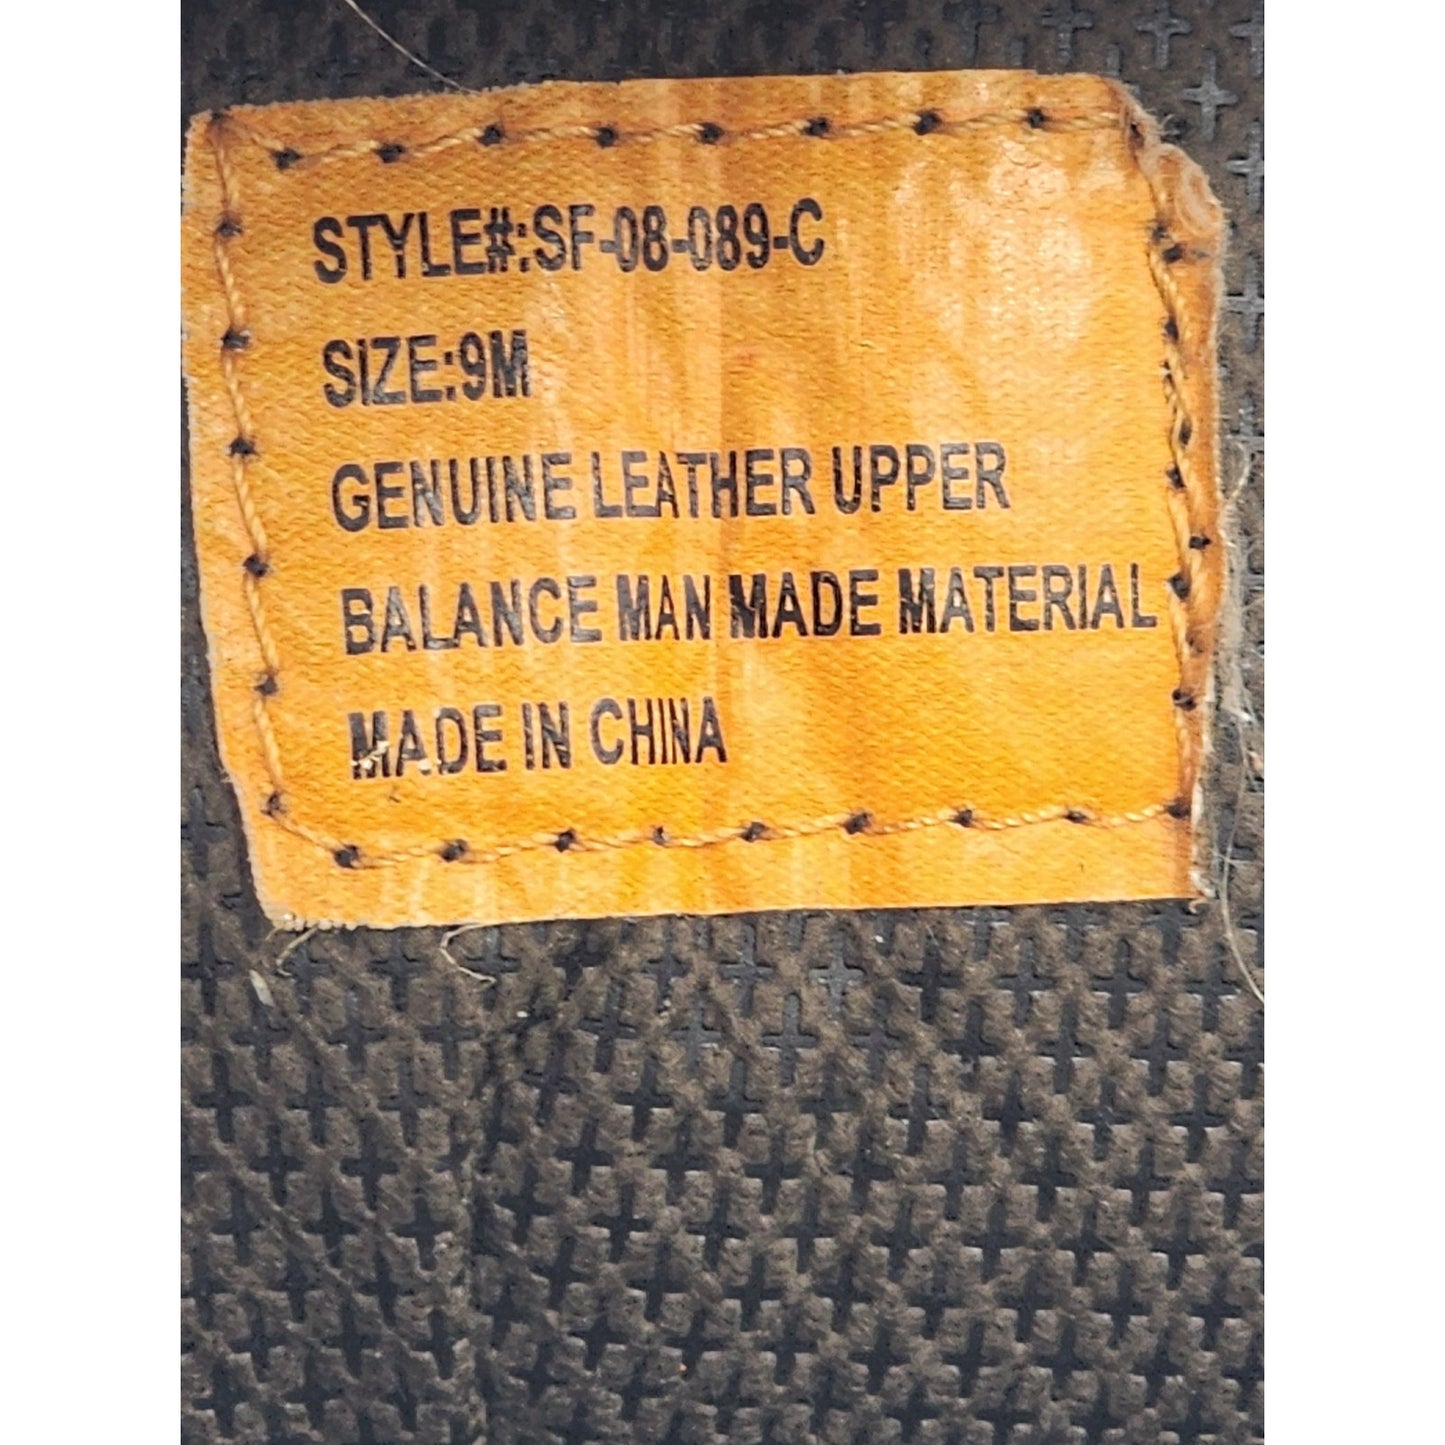 STYLE#:SF-08-089-C
SIZE:9M
GENUINE LEATHER UPPER
BALANCE MAN MADE MATERIAL
MADE IN CHINA